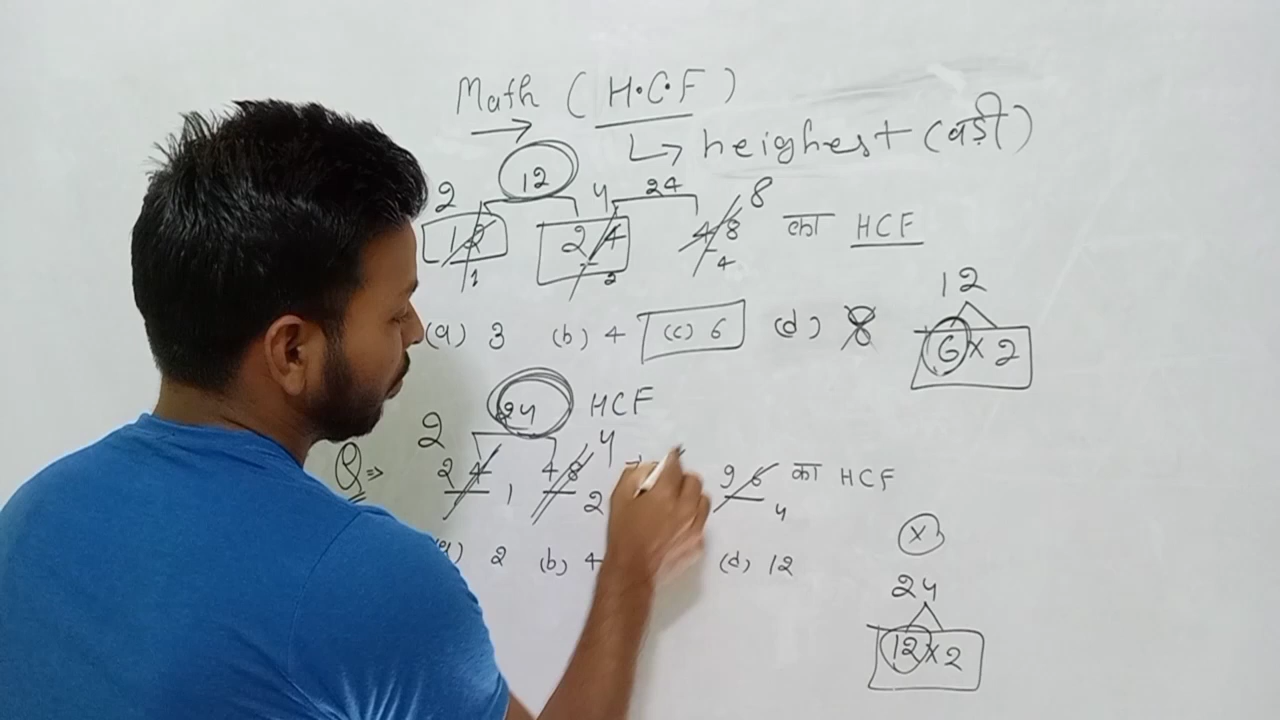 Math (H.C.F)
→ heighest (बड़ी)
12 24
2 4 8
12 24 48 का HCF
1 2 4
(a) 3 (b) 4 (c) 6 (d) 8
12
6 x 2
24 HCF
2 4
Q ⇒ 24 48 96 का HCF
1 2 4
2 (b) 4 (d) 12
24
12 x 2